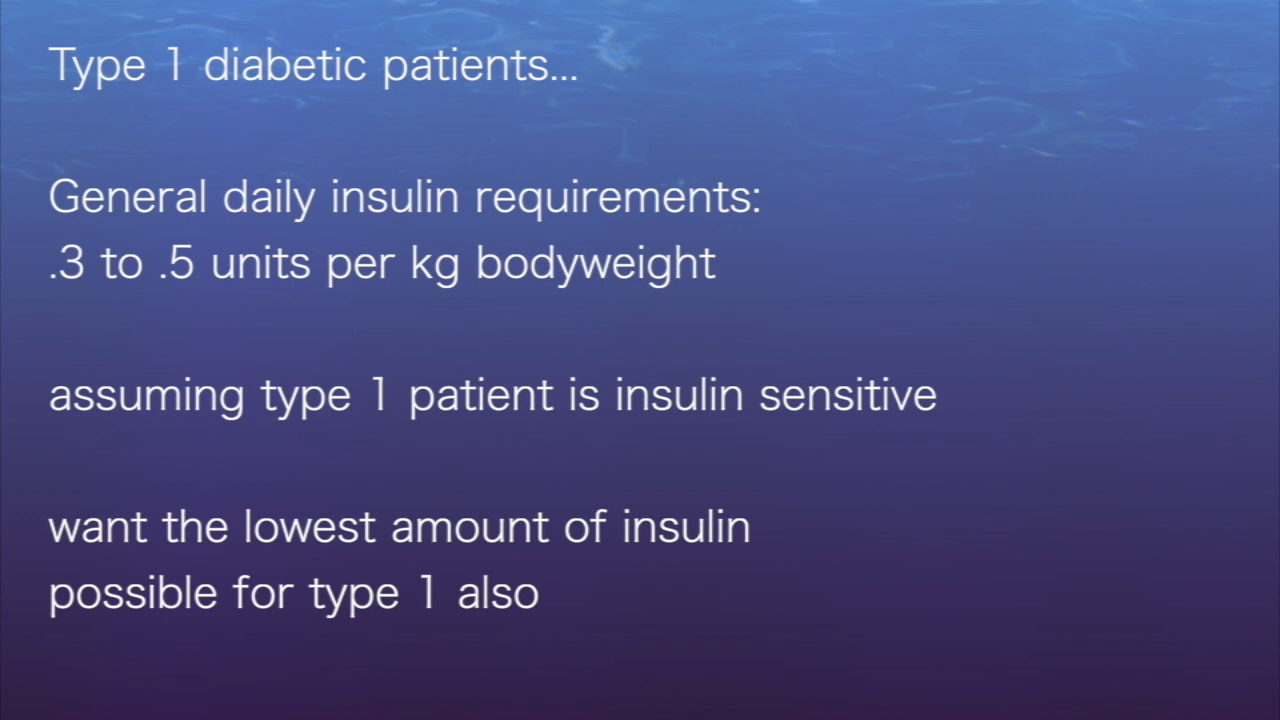 Type 1 diabetic patients...
General daily insulin requirements:
.3 to .5 units per kg bodyweight
assuming type 1 patient is insulin sensitive
want the lowest amount of insulin
possible for type 1 also